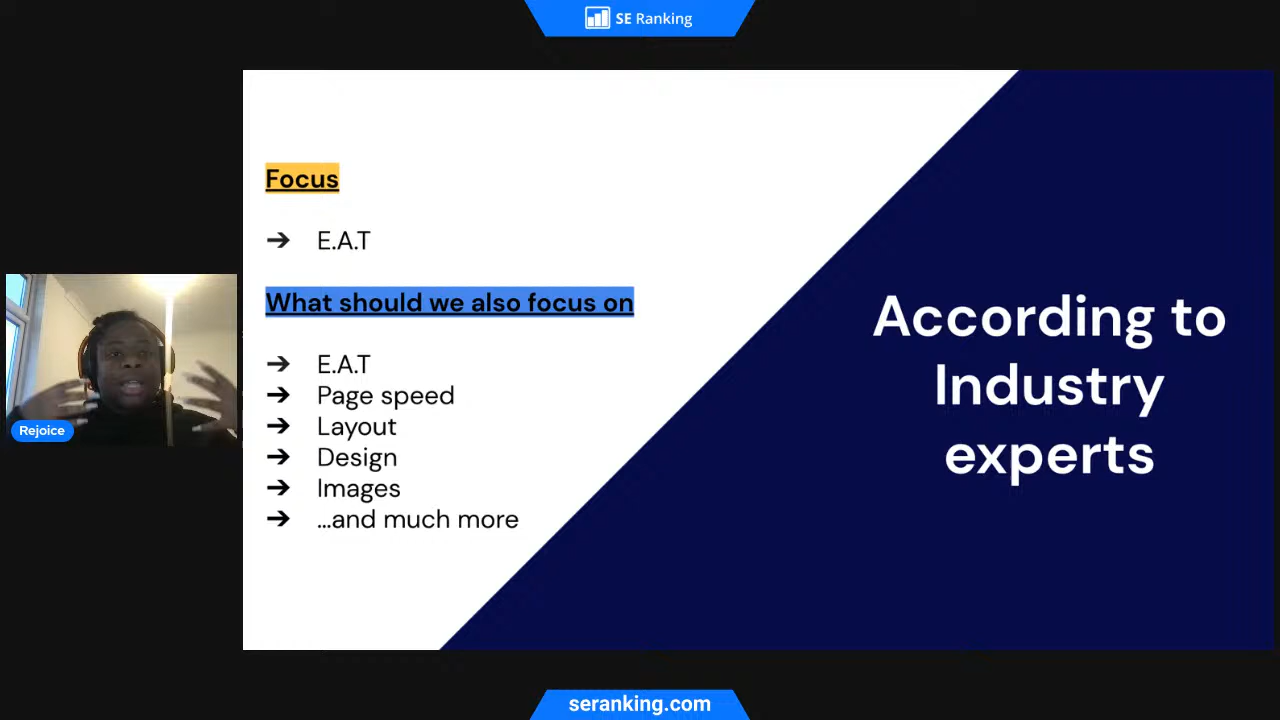 SE Ranking
Focus
➔ E.A.T
What should we also focus on
➔ E.A.T
➔ Page speed
➔ Layout
➔ Design
➔ Images
➔ ...and much more
According to
Industry
experts
Rejoice
seranking.com